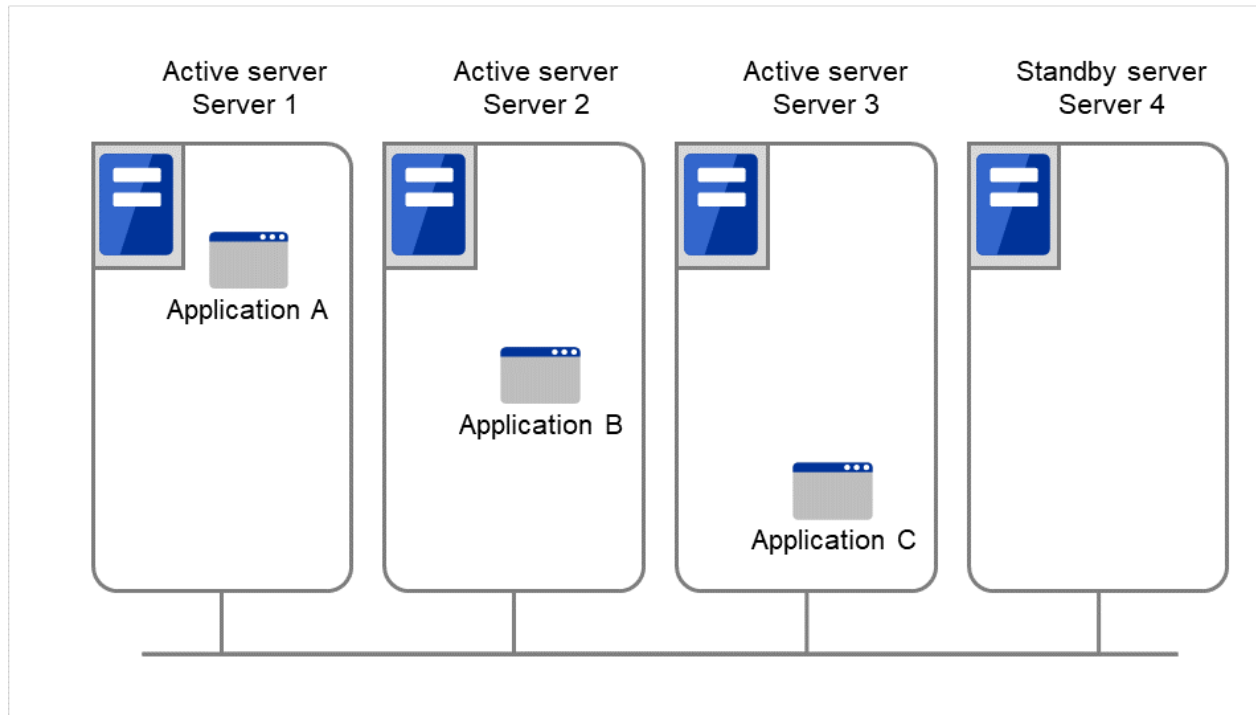 Active server
Server 1
Active server
Server 2
Active server
Server 3
Standby server
Server 4
Application A
Application B
Application C